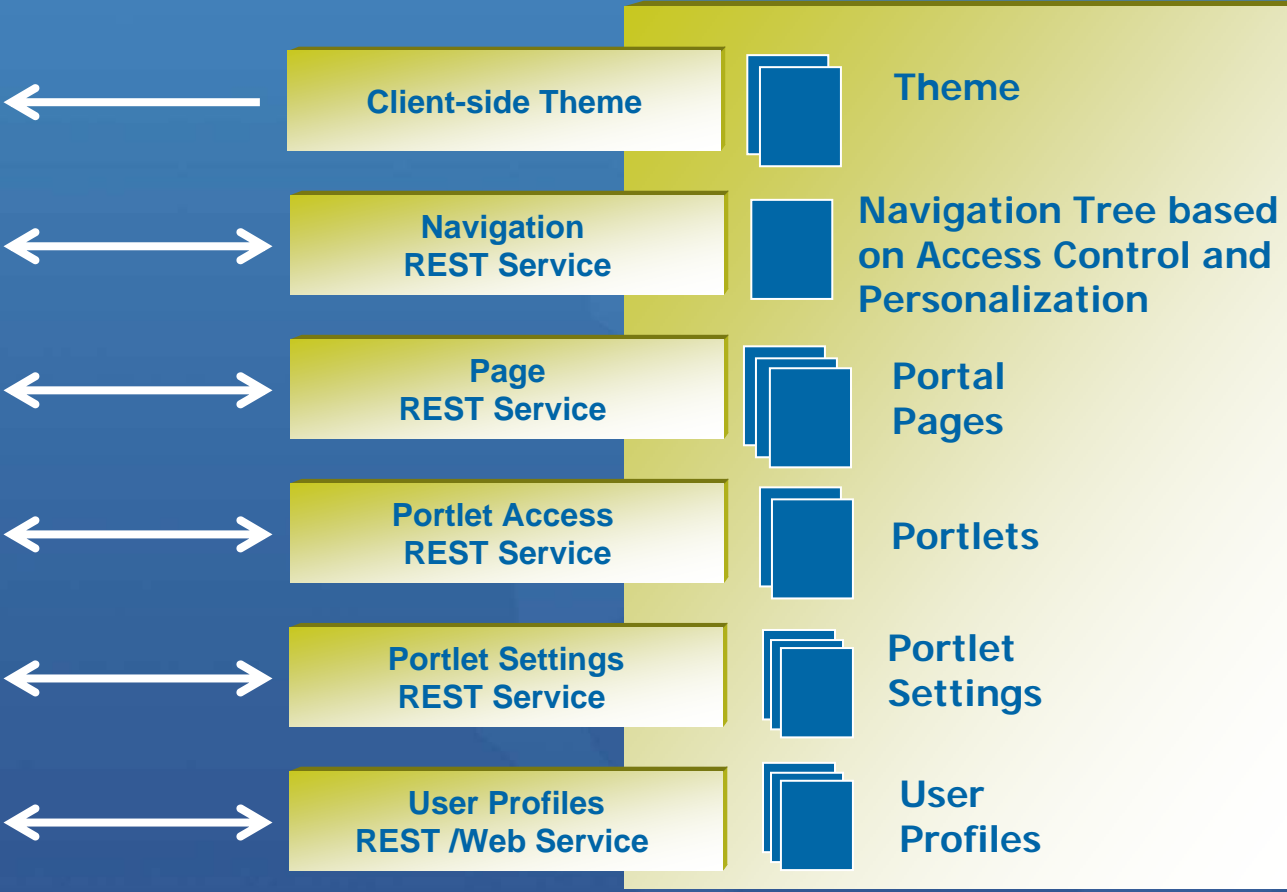 Client-side Theme
Theme
Navigation
REST Service
Navigation Tree based
on Access Control and
Personalization
Page
REST Service
Portal
Pages
Portlet Access
REST Service
Portlets
Portlet Settings
REST Service
Portlet
Settings
User Profiles
REST /Web Service
User
Profiles